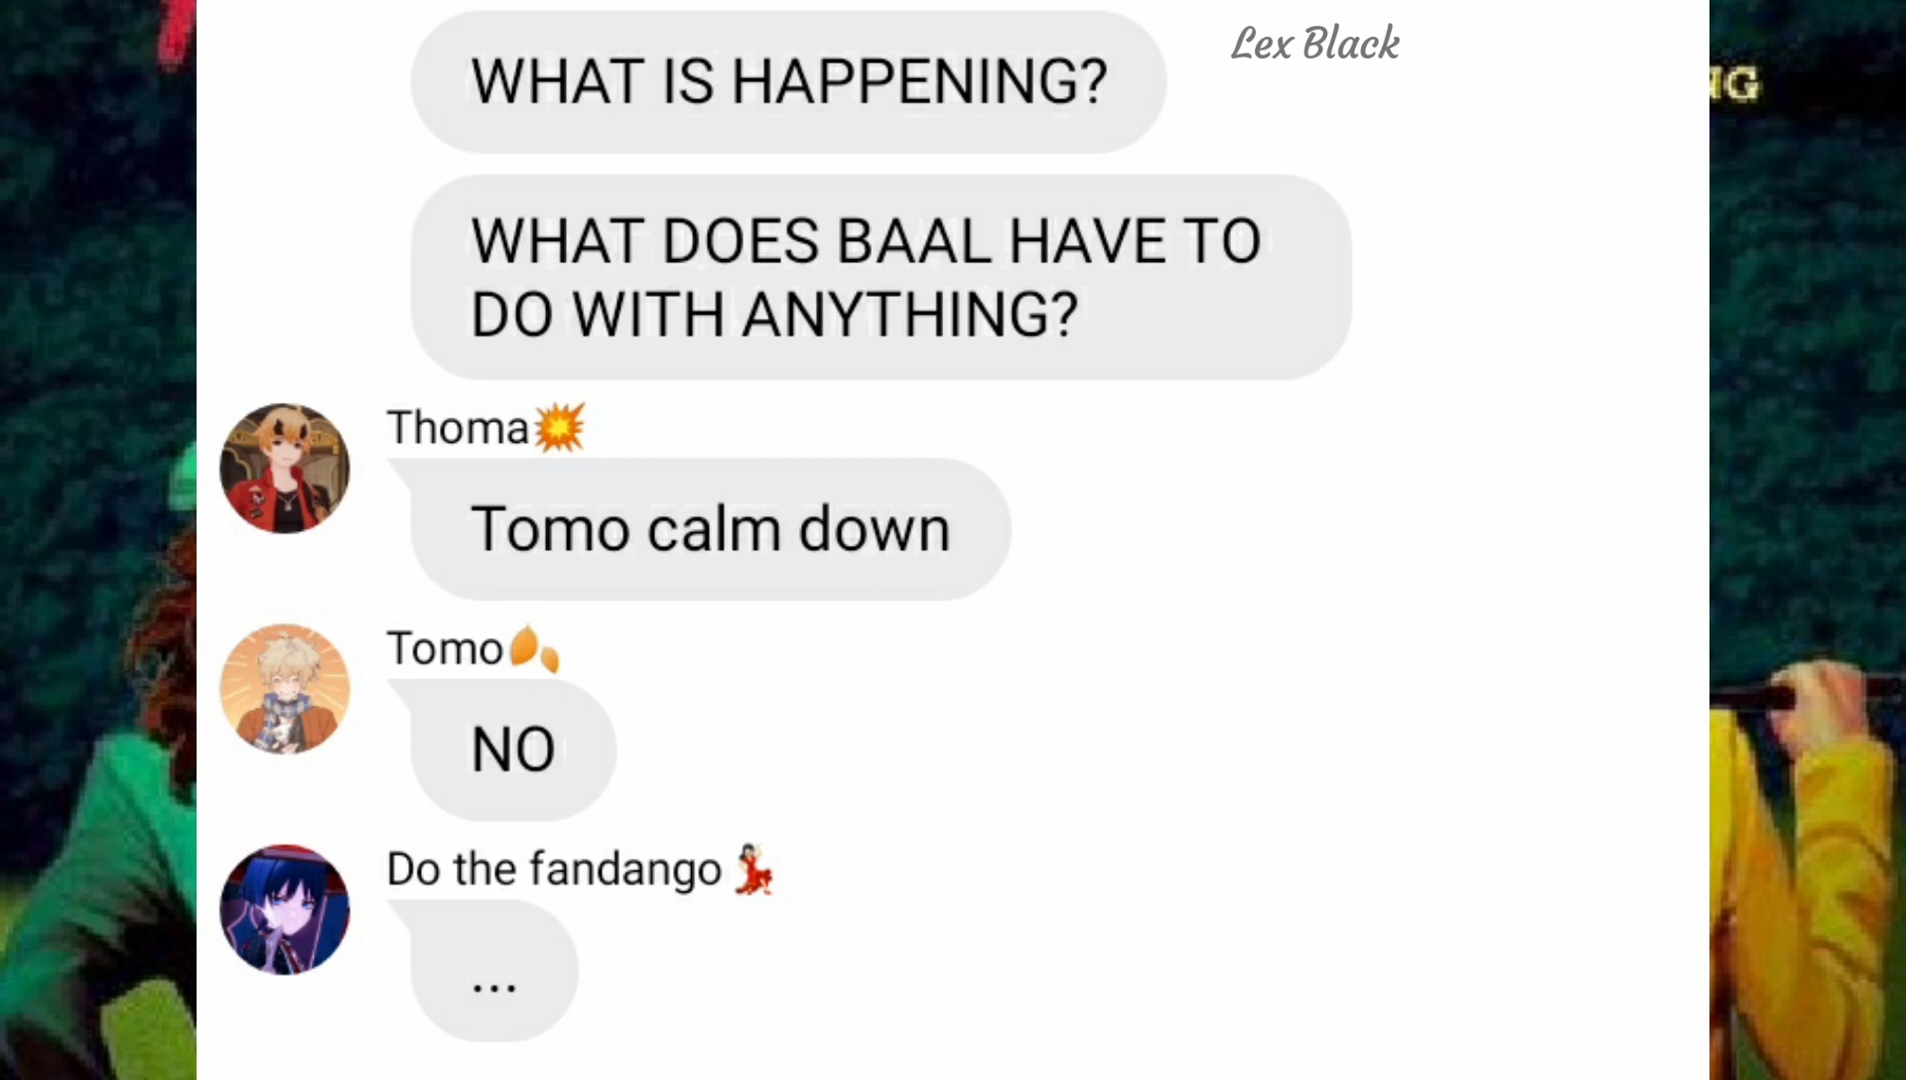 Lex Black
WHAT IS HAPPENING?
NG
WHAT DOES BAAL HAVE TO
DO WITH ANYTHING?
Thoma💥
Tomo calm down
Tomo
NO
Do the fandango 💃🏻
...